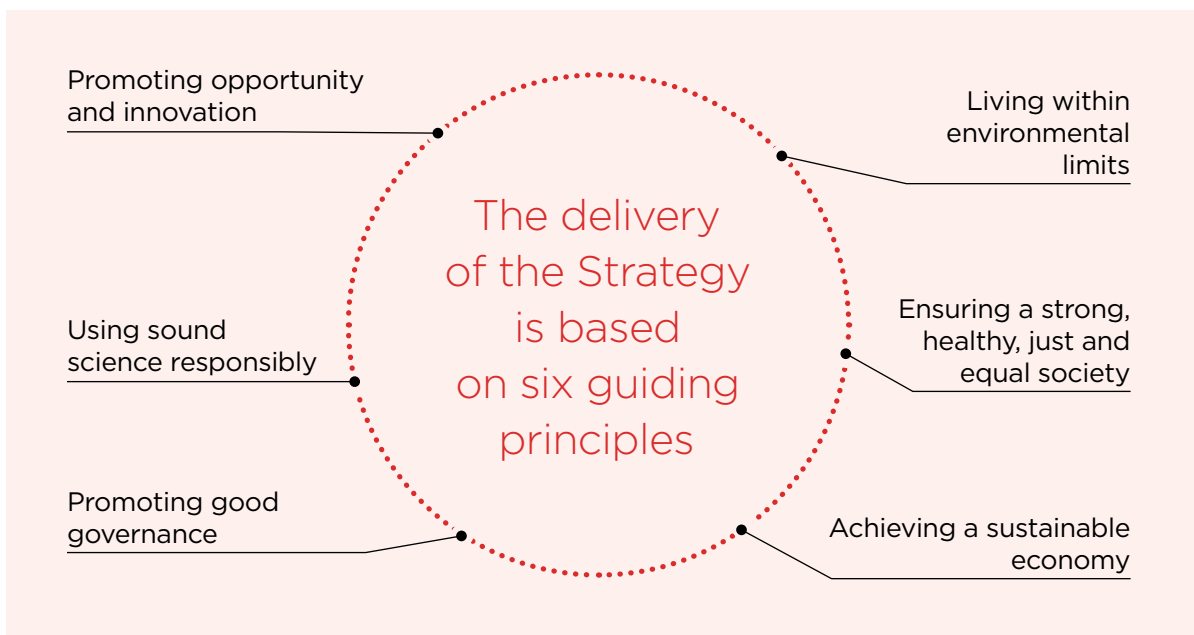 Promoting opportunity
and innovation
Living within
environmental
limits
The delivery
of the Strategy
is based
on six guiding
principles
Using sound
science responsibly
Ensuring a strong,
healthy, just and
equal society
Promoting good
governance
Achieving a sustainable
economy